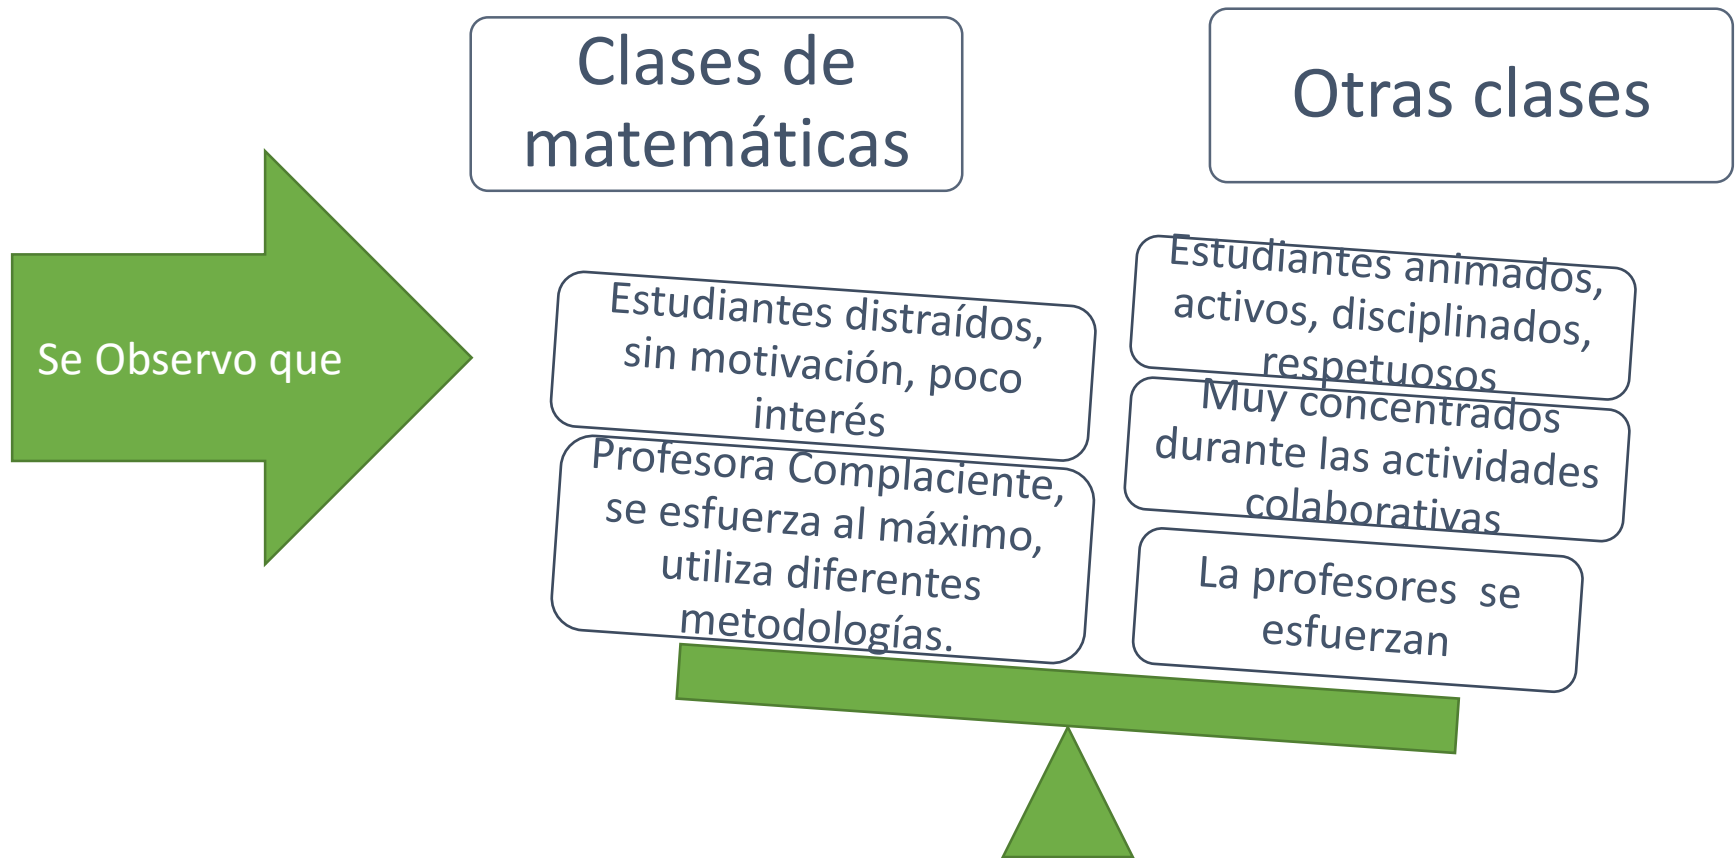 Clases de
matemáticas
Otras clases
Se Observo que
Estudiantes distraídos,
sin motivación, poco
interés
Profesora Complaciente,
se esfuerza al máximo,
utiliza diferentes
metodologías.
Estudiantes animados,
activos, disciplinados,
respetuosos
Muy concentrados
durante las actividades
colaborativas
La profesores  se
esfuerzan